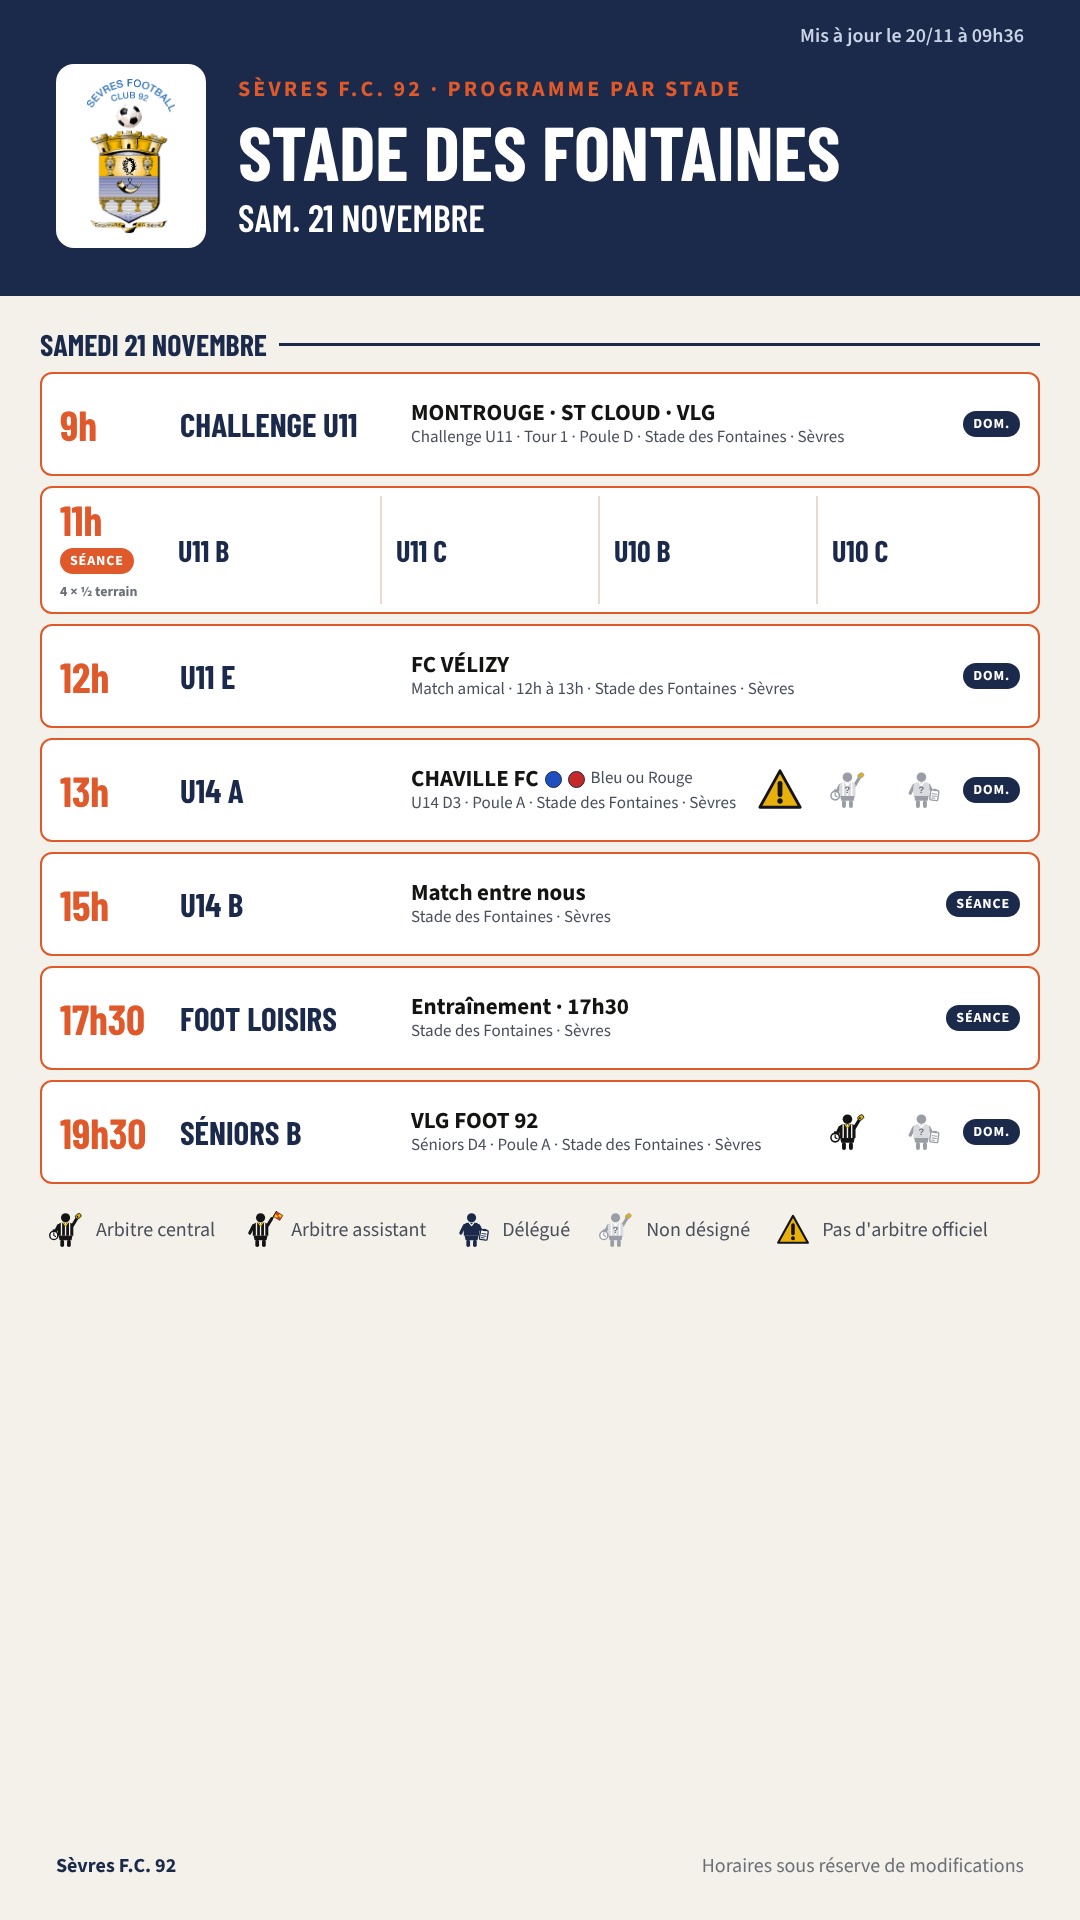 Mis à jour le 20/11 à 09h36
SEVRES FOOTBALL
CLUB 92
SÈVRES F.C. 92 · PROGRAMME PAR STADE
STADE DES FONTAINES
SAM. 21 NOVEMBRE
SAMEDI 21 NOVEMBRE
9h
CHALLENGE U11
MONTROUGE · ST CLOUD · VLG
Challenge U11 · Tour 1 · Poule D · Stade des Fontaines · Sèvres
DOM.
11h
SÉANCE
4 × ½ terrain
U11 B
U11 C
U10 B
U10 C
12h
U11 E
FC VÉLIZY
Match amical · 12h à 13h · Stade des Fontaines · Sèvres
DOM.
13h
U14 A
CHAVILLE FC Bleu ou Rouge
U14 D3 · Poule A · Stade des Fontaines · Sèvres
? ?
DOM.
15h
U14 B
Match entre nous
Stade des Fontaines · Sèvres
SÉANCE
17h30
FOOT LOISIRS
Entraînement · 17h30
Stade des Fontaines · Sèvres
SÉANCE
19h30
SÉNIORS B
VLG FOOT 92
Séniors D4 · Poule A · Stade des Fontaines · Sèvres
?
DOM.
Arbitre central Arbitre assistant Délégué ? Non désigné Pas d'arbitre officiel
Sèvres F.C. 92
Horaires sous réserve de modifications